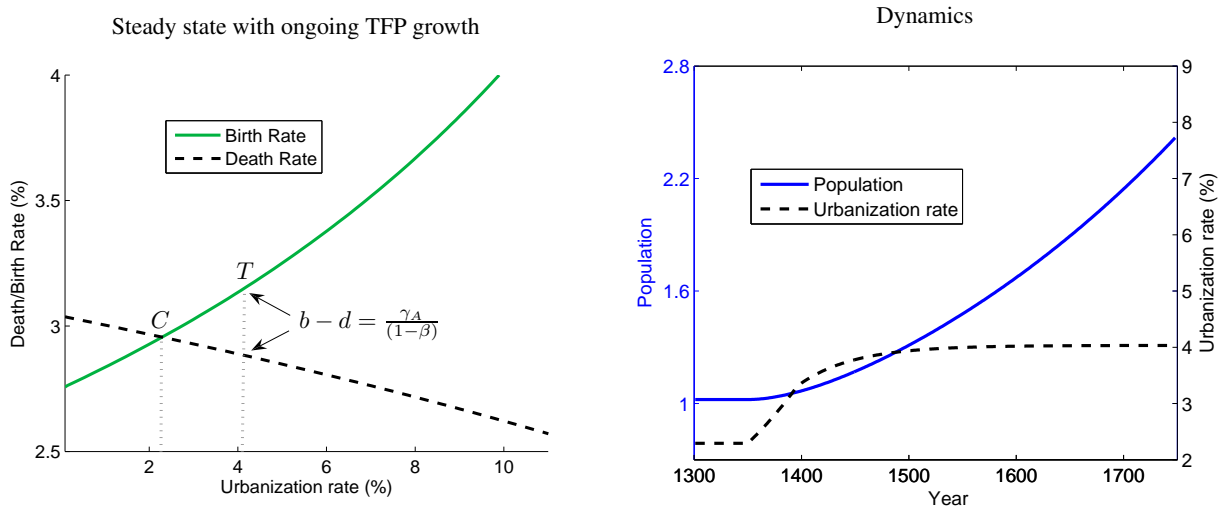 Steady state with ongoing TFP growth
4
3.5
3
2.5
Death/Birth Rate (%)
Birth Rate
Death Rate
C
T
b − d = γ_A/(1−β)
2 4 6 8 10
Urbanization rate (%)
Dynamics
2.8
2.2
1.6
1
Population
Population
Urbanization rate
9
8
7
6
5
4
3
2
Urbanization rate (%)
1300 1400 1500 1600 1700
Year